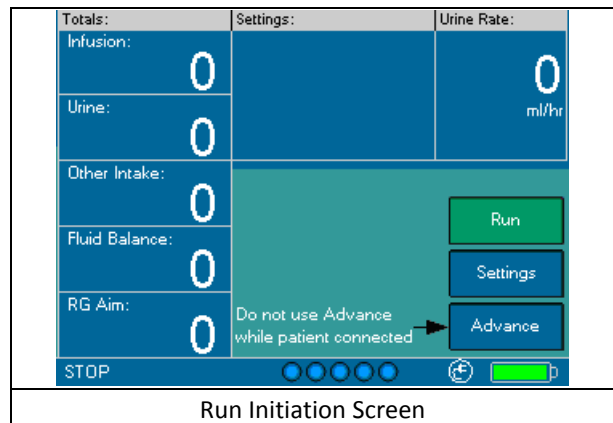 Totals:
Settings:
Urine Rate:
Infusion:
0
0
ml/hr
Urine:
0
Other Intake:
0
Run
Fluid Balance:
0
Settings
RG Aim:
0
Do not use Advance
while patient connected
Advance
STOP
Run Initiation Screen